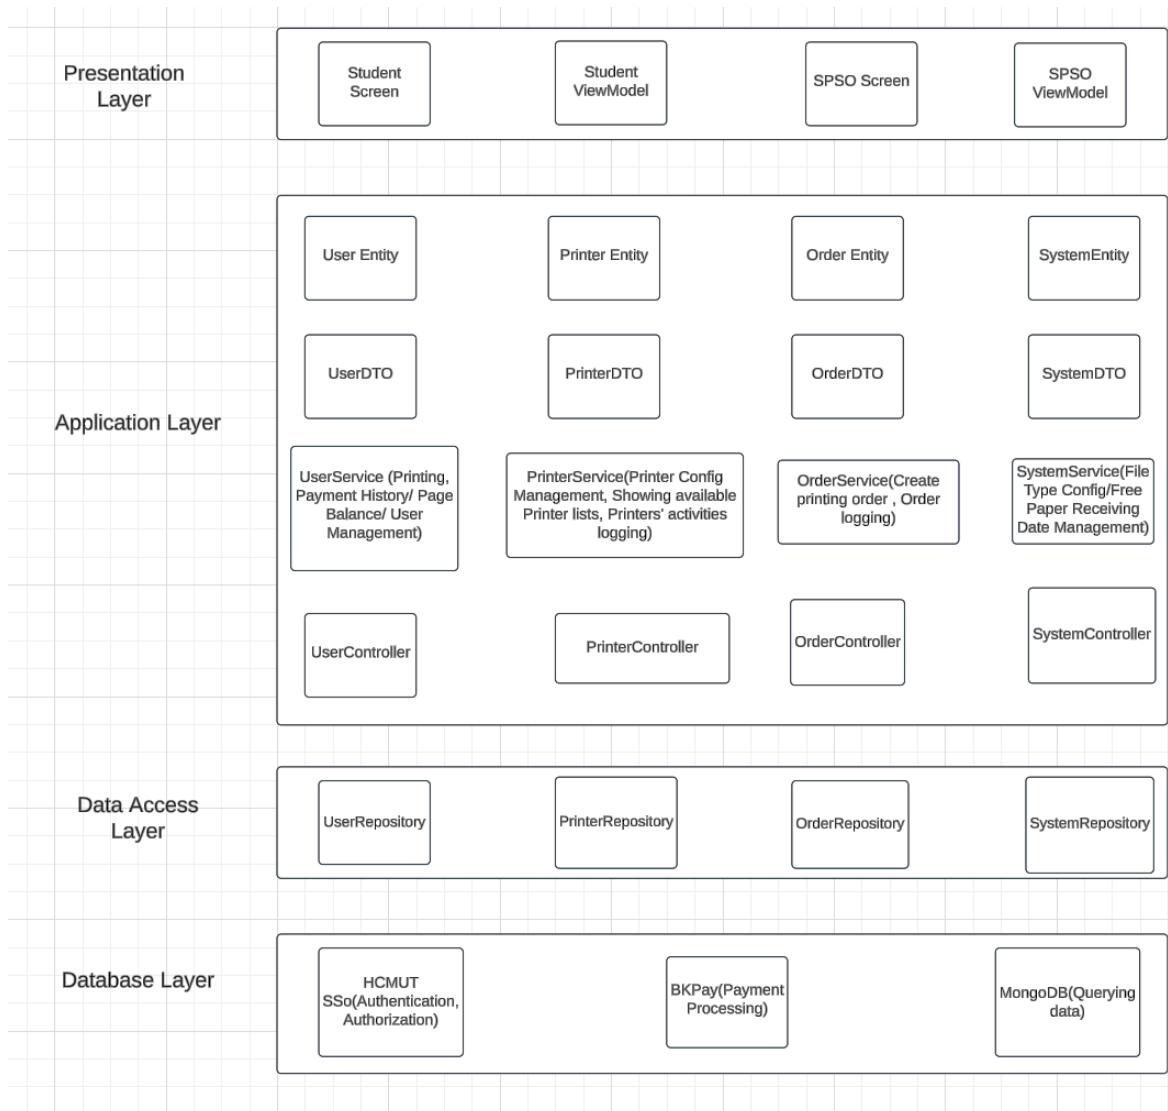 Presentation
Layer
Student
Screen
Student
ViewModel
SPSO Screen
SPSO
ViewModel
Application Layer
User Entity
Printer Entity
Order Entity
SystemEntity
UserDTO
PrinterDTO
OrderDTO
SystemDTO
UserService (Printing,
Payment History/ Page
Balance/ User
Management)
PrinterService(Printer Config
Management, Showing available
Printer lists, Printers' activities
logging)
OrderService(Create
printing order , Order
logging)
SystemService(File
Type Config/Free
Paper Receiving
Date Management)
UserController
PrinterController
OrderController
SystemController
Data Access
Layer
UserRepository
PrinterRepository
OrderRepository
SystemRepository
Database Layer
HCMUT
SSo(Authentication,
Authorization)
BKPay(Payment
Processing)
MongoDB(Querying
data)